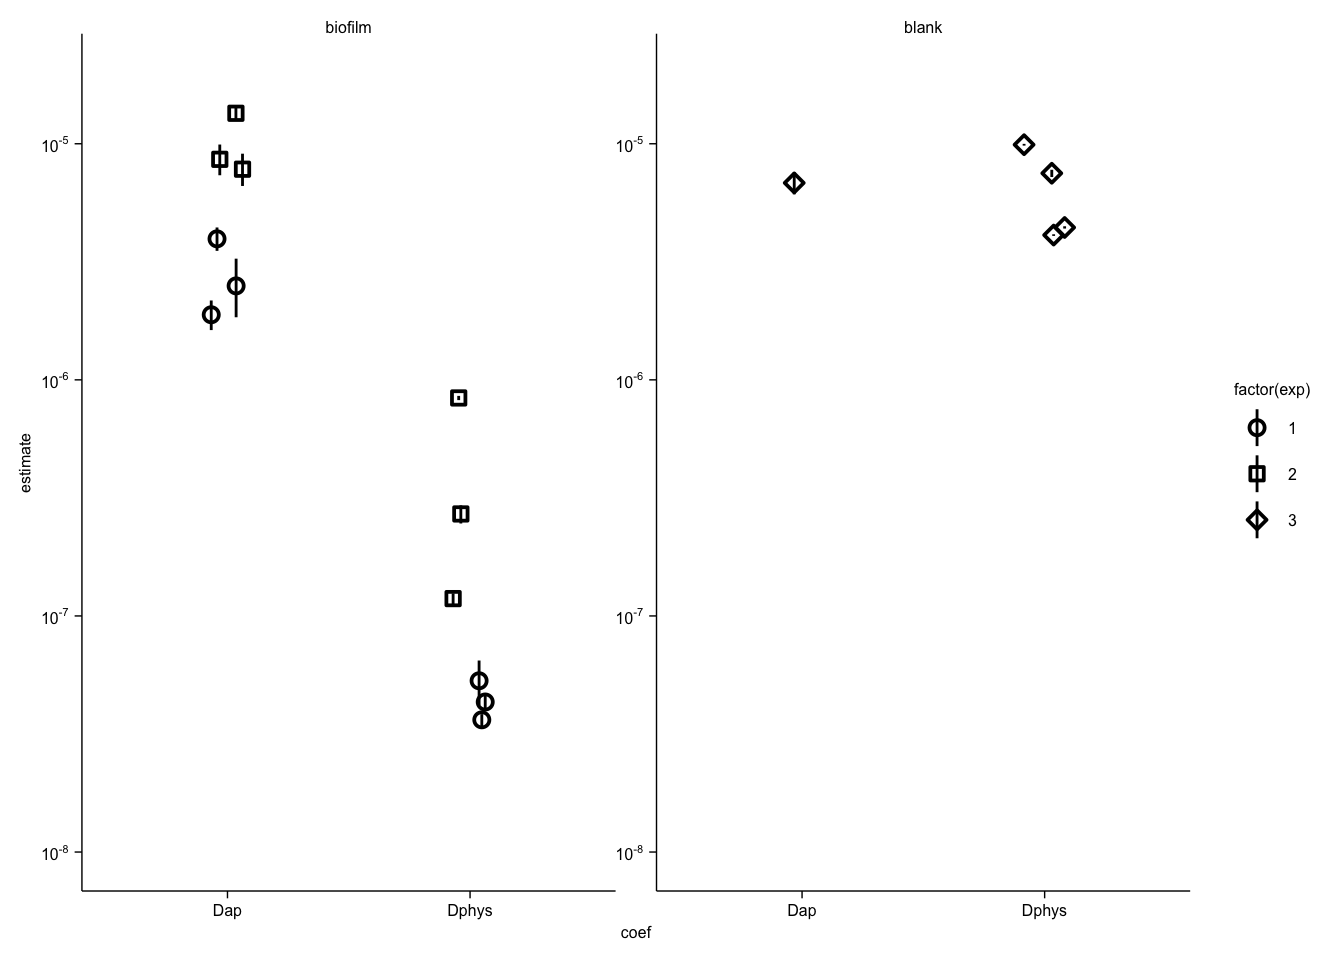 biofilm
blank
10-5
10-6
10-7
10-8
10-5
10-6
10-7
10-8
estimate
Dap
Dphys
Dap
Dphys
coef
factor(exp)
1
2
3